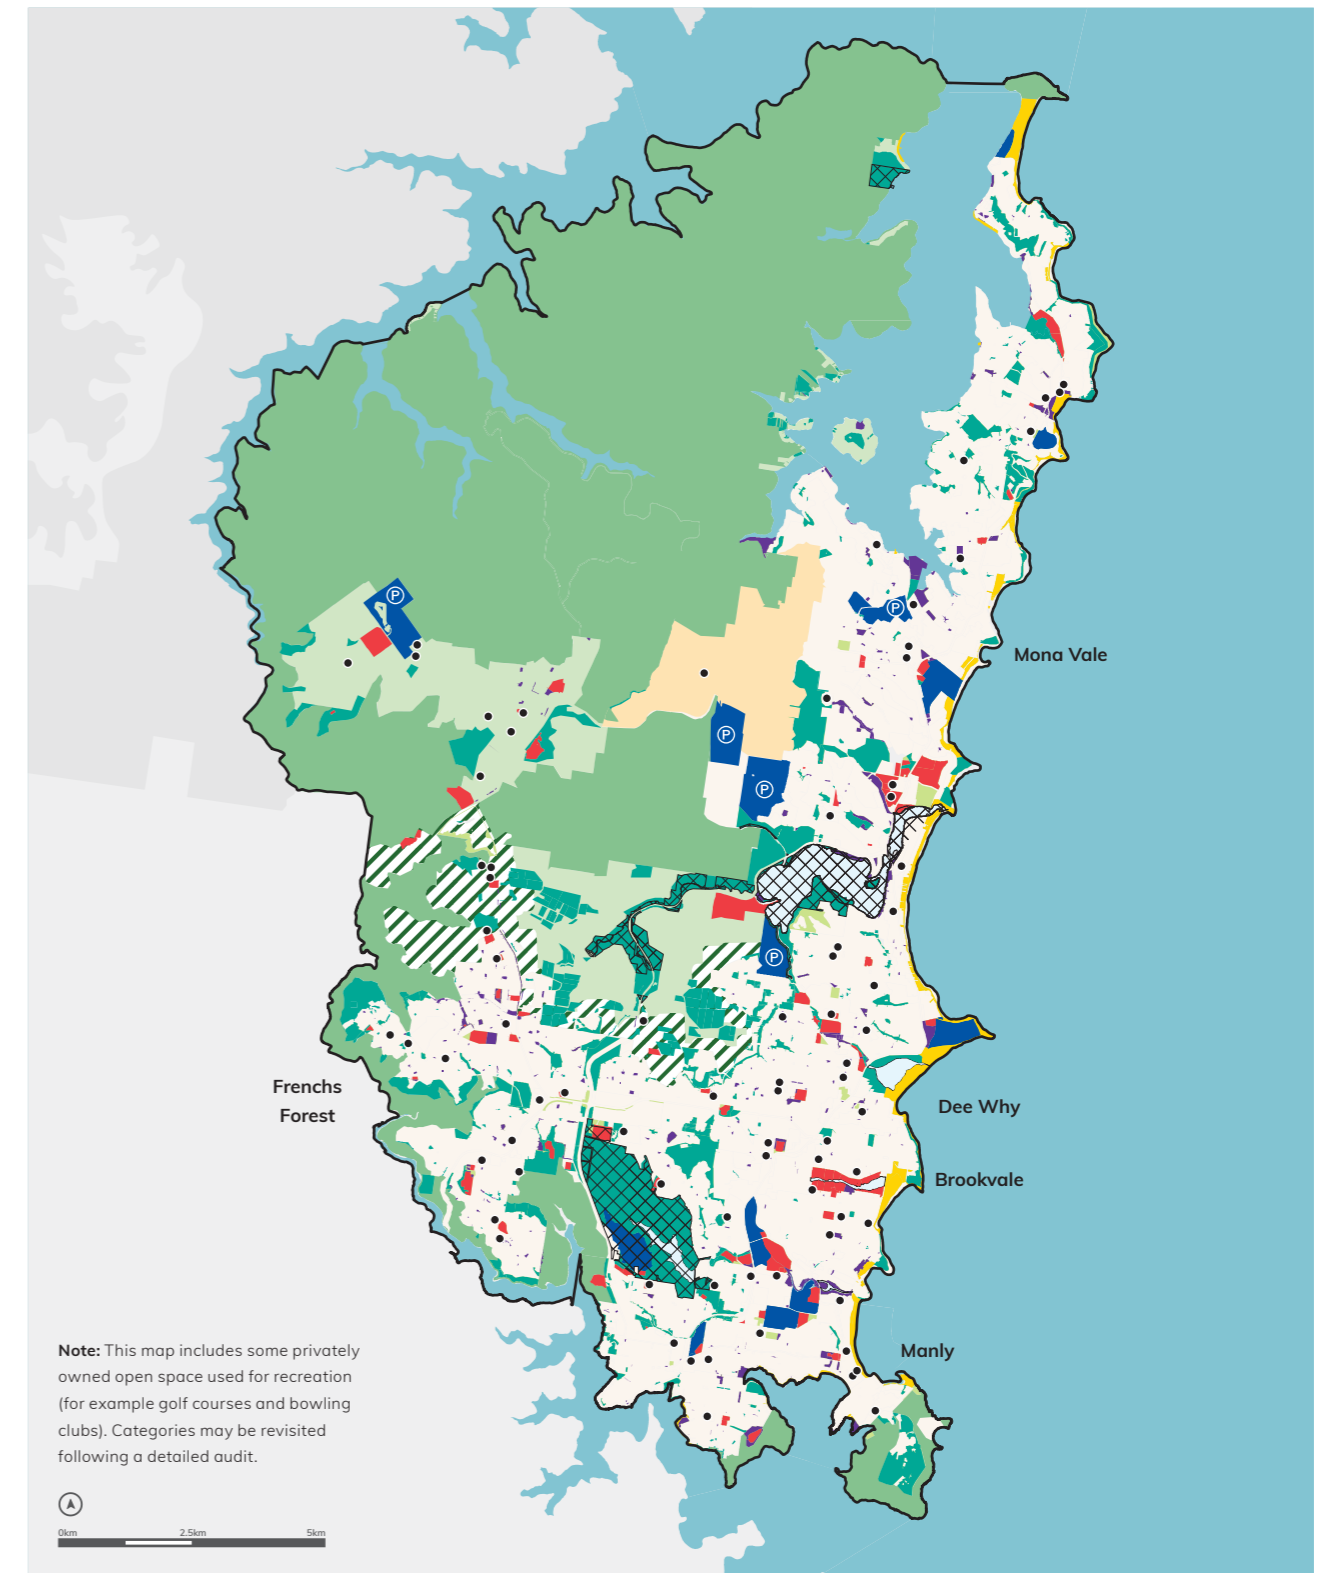 P
P
Mona Vale
P
P
P
Frenchs
Forest
Dee Why
Brookvale
Manly
Note: This map includes some privately
owned open space used for recreation
(for example golf courses and bowling
clubs). Categories may be revisited
following a detailed audit.
0km 2.5km 5km